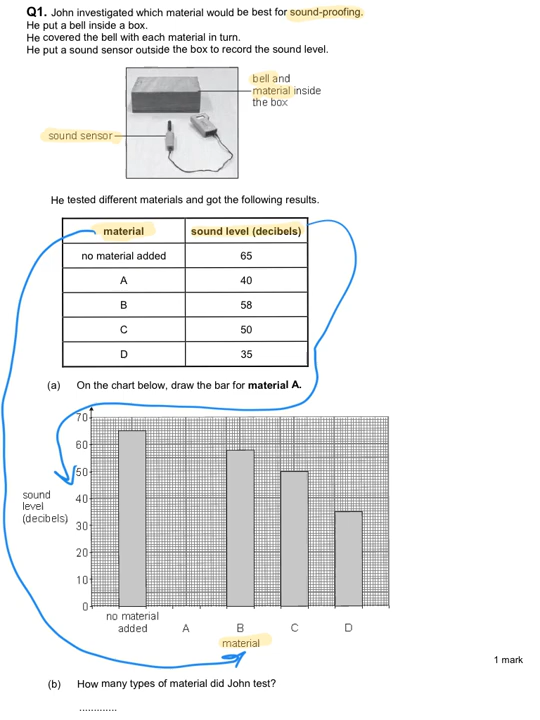 Q1. John investigated which material would be best for sound-proofing.
He put a bell inside a box.
He covered the bell with each material in turn.
He put a sound sensor outside the box to record the sound level.
bell and
material inside
the box
sound sensor
He tested different materials and got the following results.
material sound level (decibels)
no material added 65
A 40
B 58
C 50
D 35
(a) On the chart below, draw the bar for material A.
70
60
50
sound
level
(decibels)
40
30
20
10
0
no material
added
A B C D
material
1 mark
(b) How many types of material did John test?
.............